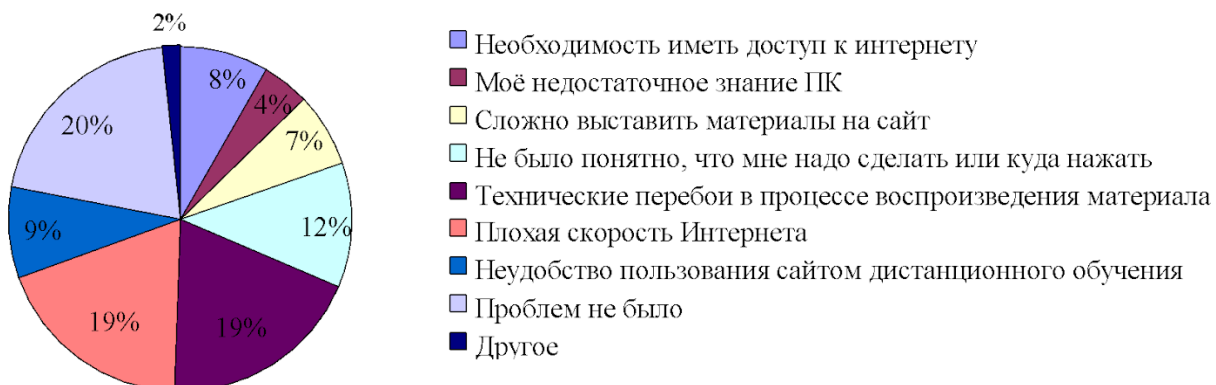 2%
8%
4%
7%
12%
19%
19%
9%
20%
Необходимость иметь доступ к интернету
Моё недостаточное знание ПК
Сложно выставить материалы на сайт
Не было понятно, что мне надо сделать или куда нажать
Технические перебои в процессе воспроизведения материала
Плохая скорость Интернета
Неудобство пользования сайтом дистанционного обучения
Проблем не было
Другое